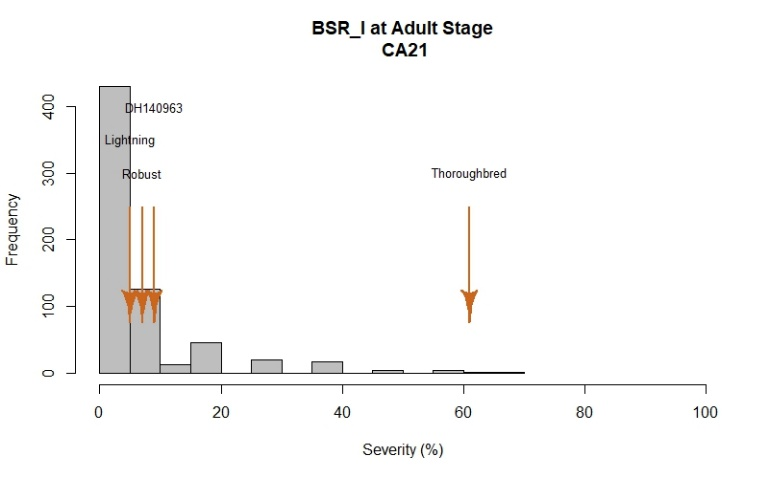 BSR_I at Adult Stage
CA21
DH140963
Lightning
Robust
Thoroughbred
Frequency
400
300
200
100
0
0 20 40 60 80 100
Severity (%)